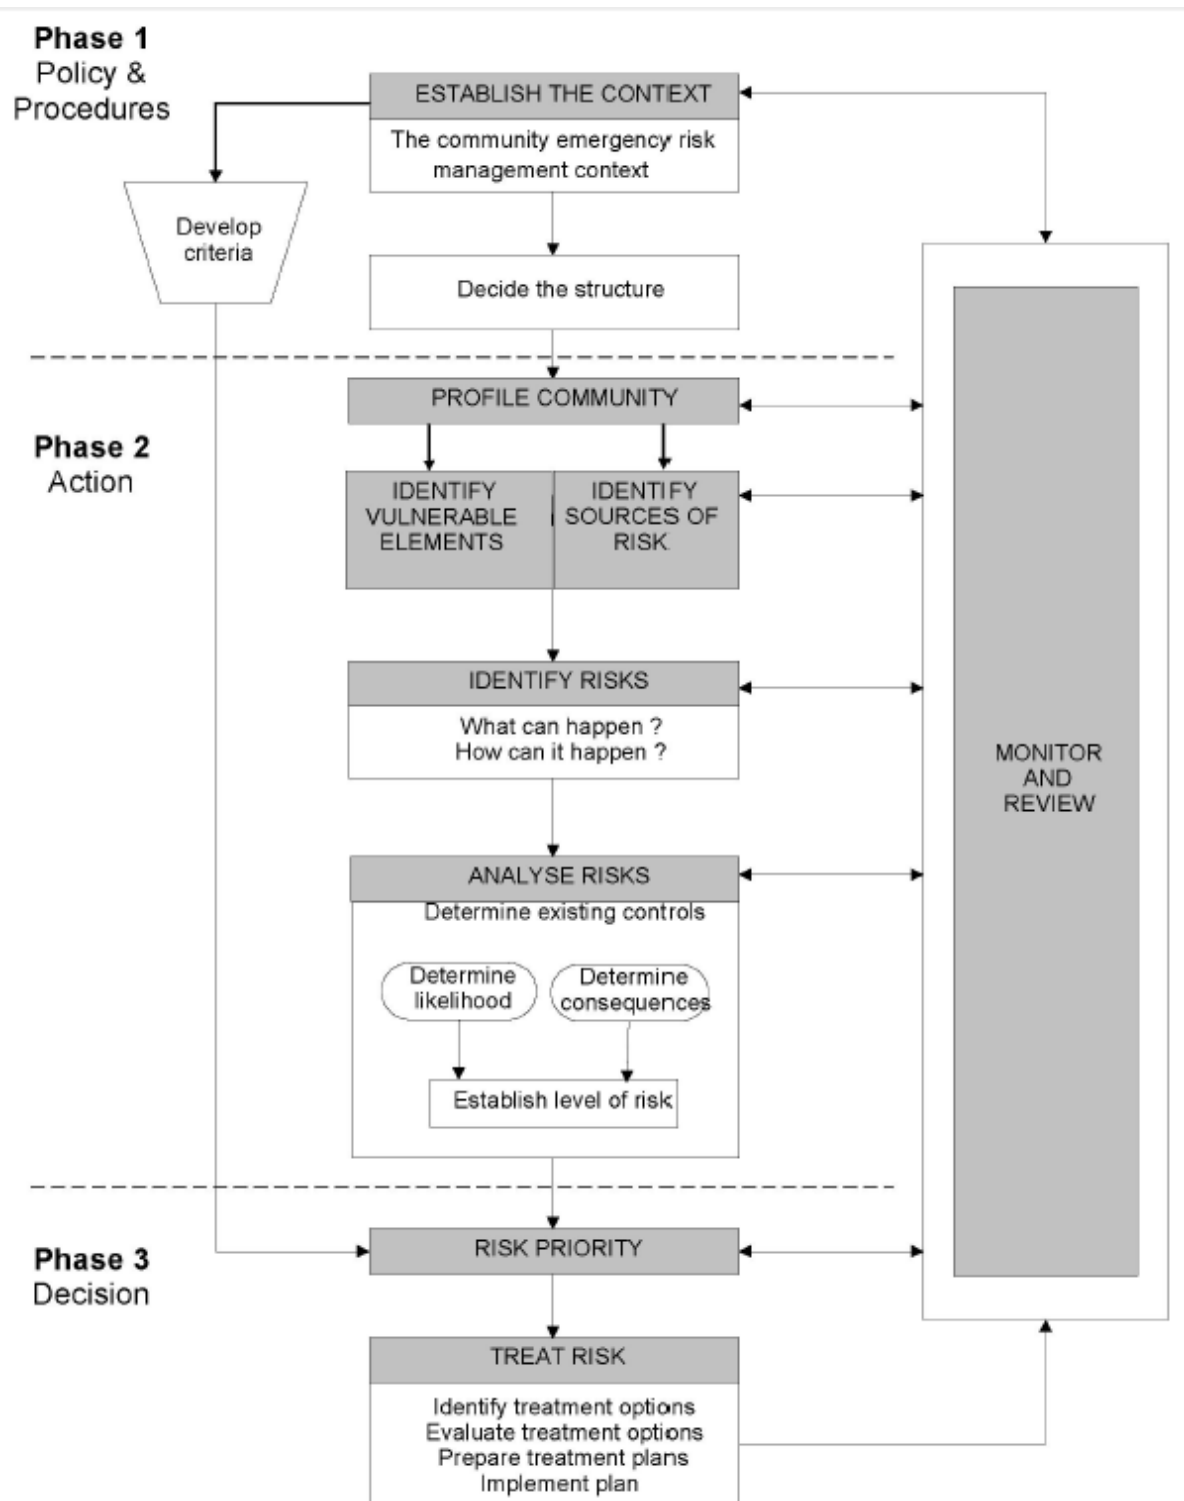 Phase 1
Policy &
Procedures
ESTABLISH THE CONTEXT
The community emergency risk
management context
Develop
criteria
Decide the structure
PROFILE COMMUNITY
Phase 2
Action
IDENTIFY
VULNERABLE
ELEMENTS
IDENTIFY
SOURCES OF
RISK
IDENTIFY RISKS
What can happen ?
How can it happen ?
MONITOR
AND
REVIEW
ANALYSE RISKS
Determine existing controls
Determine
likelihood
Determine
consequences
Establish level of risk
Phase 3
Decision
RISK PRIORITY
TREAT RISK
Identify treatment options
Evaluate treatment options
Prepare treatment plans
Implement plan